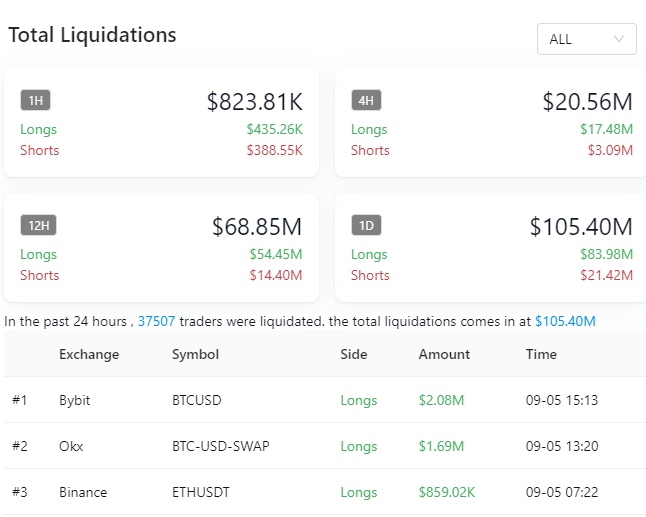 Total Liquidations
ALL
1H $823.81K
Longs $435.26K
Shorts $388.55K
4H $20.56M
Longs $17.48M
Shorts $3.09M
12H $68.85M
Longs $54.45M
Shorts $14.40M
1D $105.40M
Longs $83.98M
Shorts $21.42M
In the past 24 hours , 37507 traders were liquidated. the total liquidations comes in at $105.40M
Exchange Symbol Side Amount Time
#1 Bybit BTCUSD Longs $2.08M 09-05 15:13
#2 Okx BTC-USD-SWAP Longs $1.69M 09-05 13:20
#3 Binance ETHUSDT Longs $859.02K 09-05 07:22